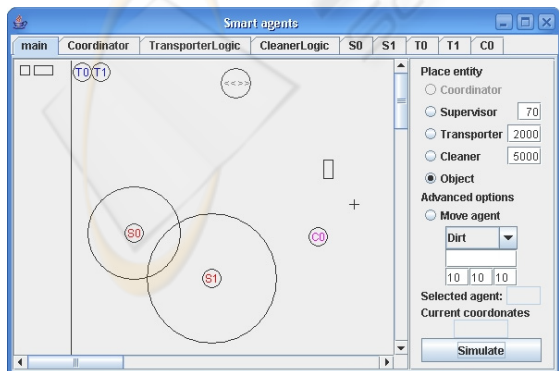 Smart agents
main Coordinator TransporterLogic CleanerLogic S0 S1 T0 T1 C0
T0 T1
<<>>
S0
S1
C0
Place entity
Coordinator
Supervisor 70
Transporter 2000
Cleaner 5000
Object
Advanced options
Move agent
Dirt
10 10 10
Selected agent:
Current coordonates
Simulate